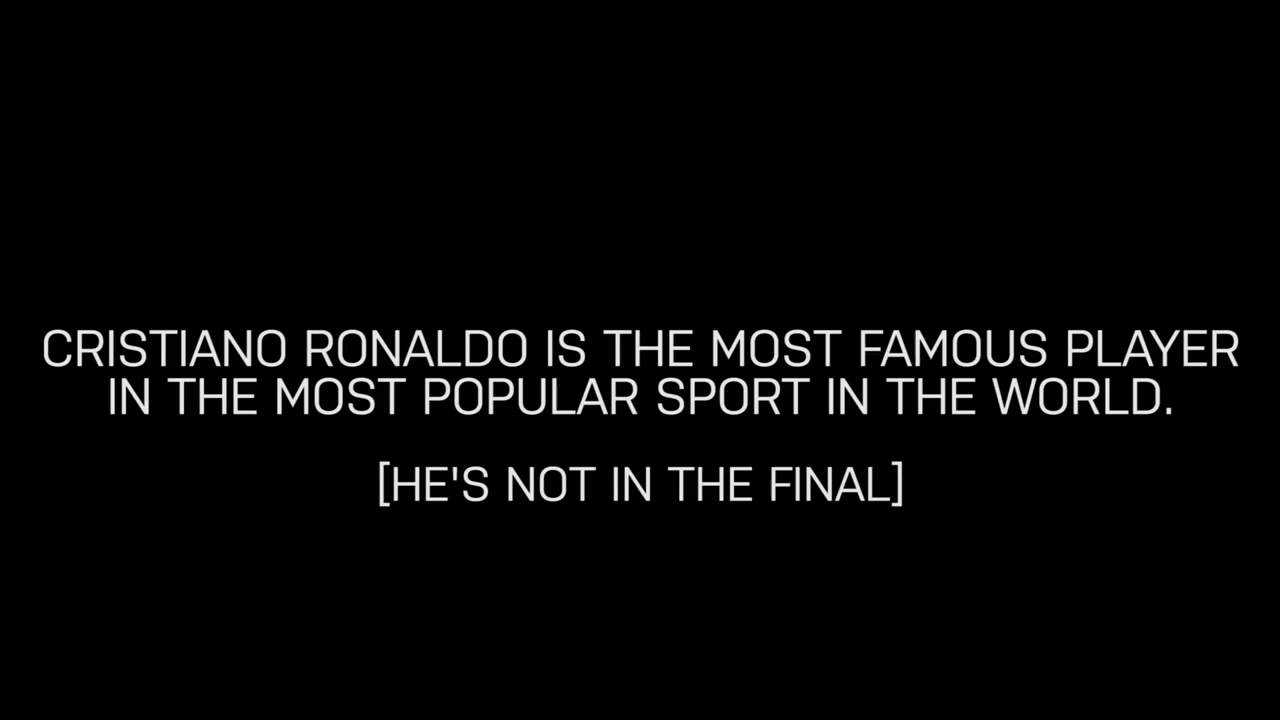 CRISTIANO RONALDO IS THE MOST FAMOUS PLAYER
IN THE MOST POPULAR SPORT IN THE WORLD.
[HE'S NOT IN THE FINAL]